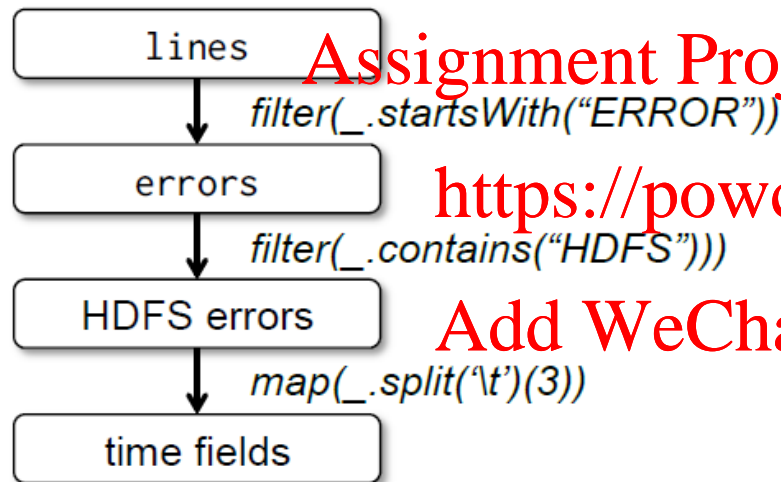 lines
Assignment Pro
filter(_.startsWith("ERROR"))
errors
https://powc
filter(_.contains("HDFS")))
HDFS errors
Add WeCha
map(_.split('\t')(3))
time fields